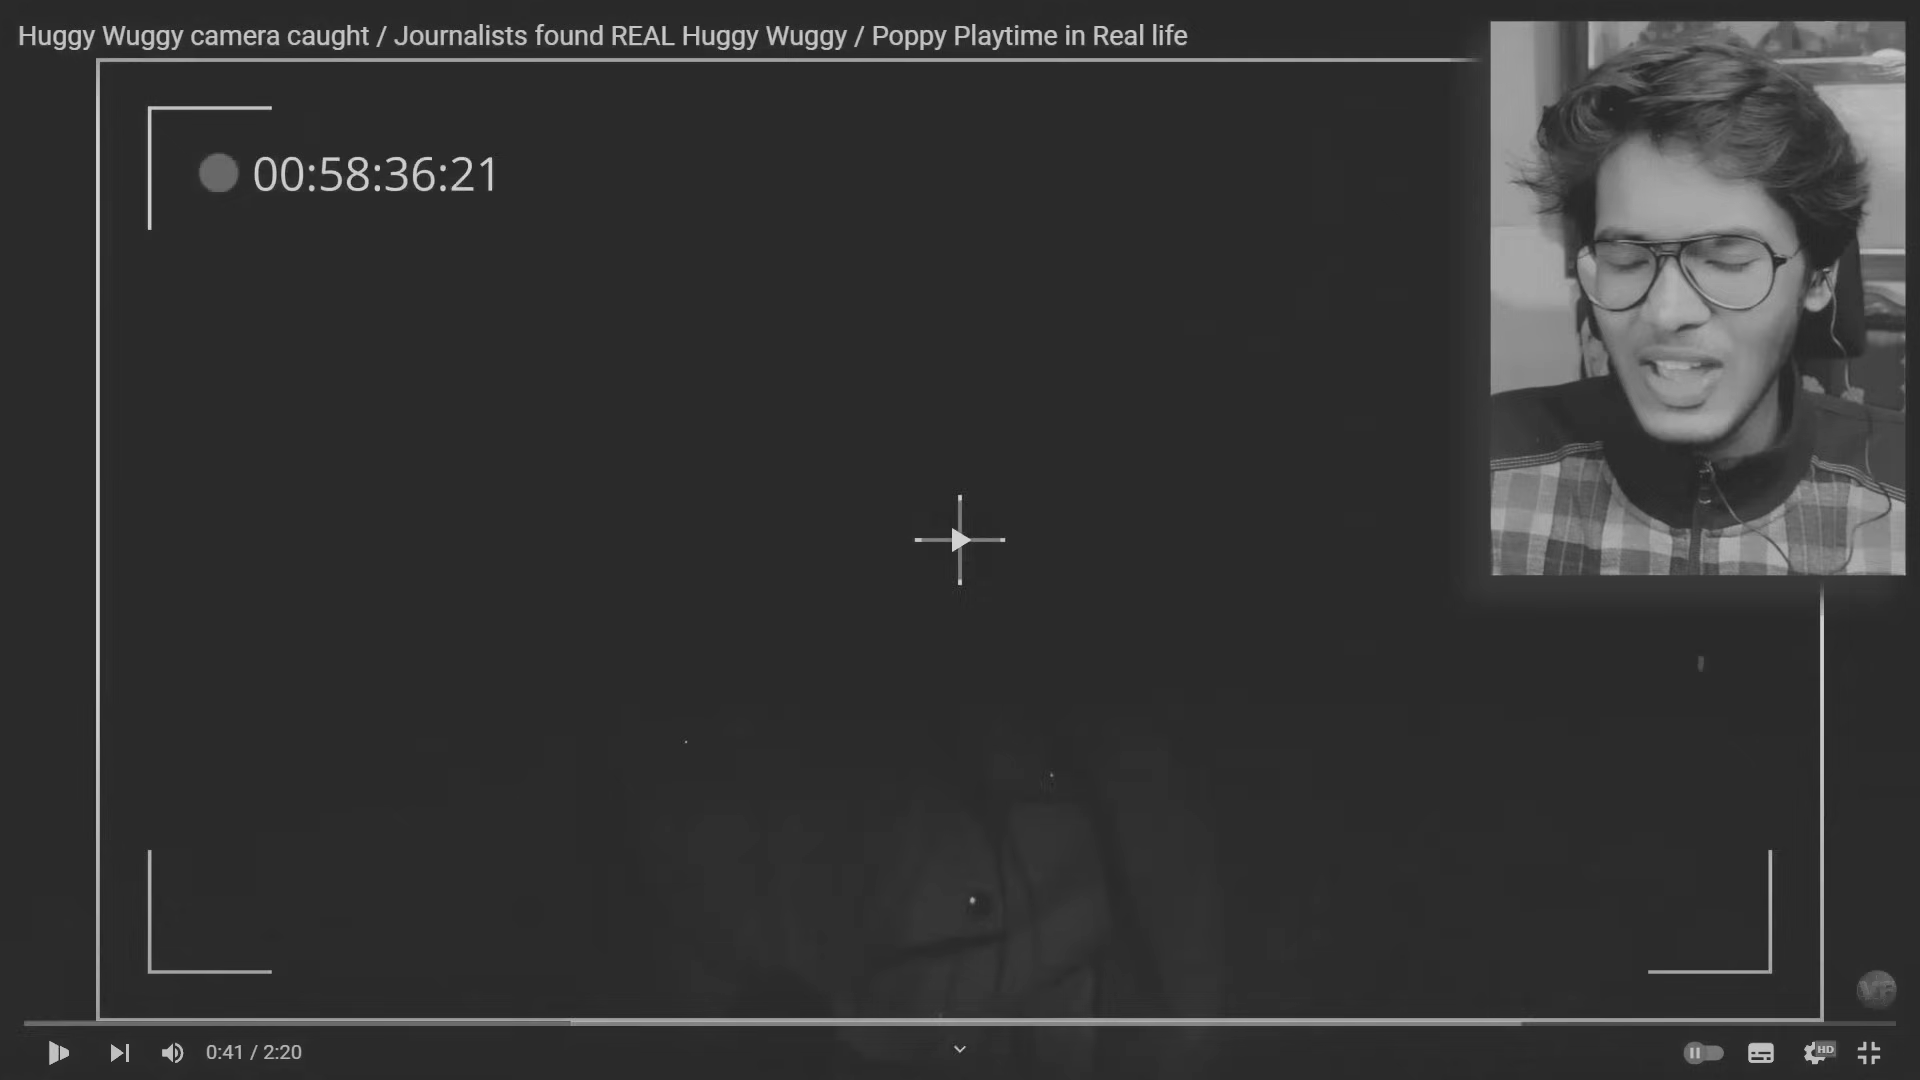 Huggy Wuggy camera caught / Journalists found REAL Huggy Wuggy / Poppy Playtime in Real life
00:58:36:21
0:41 / 2:20
HD